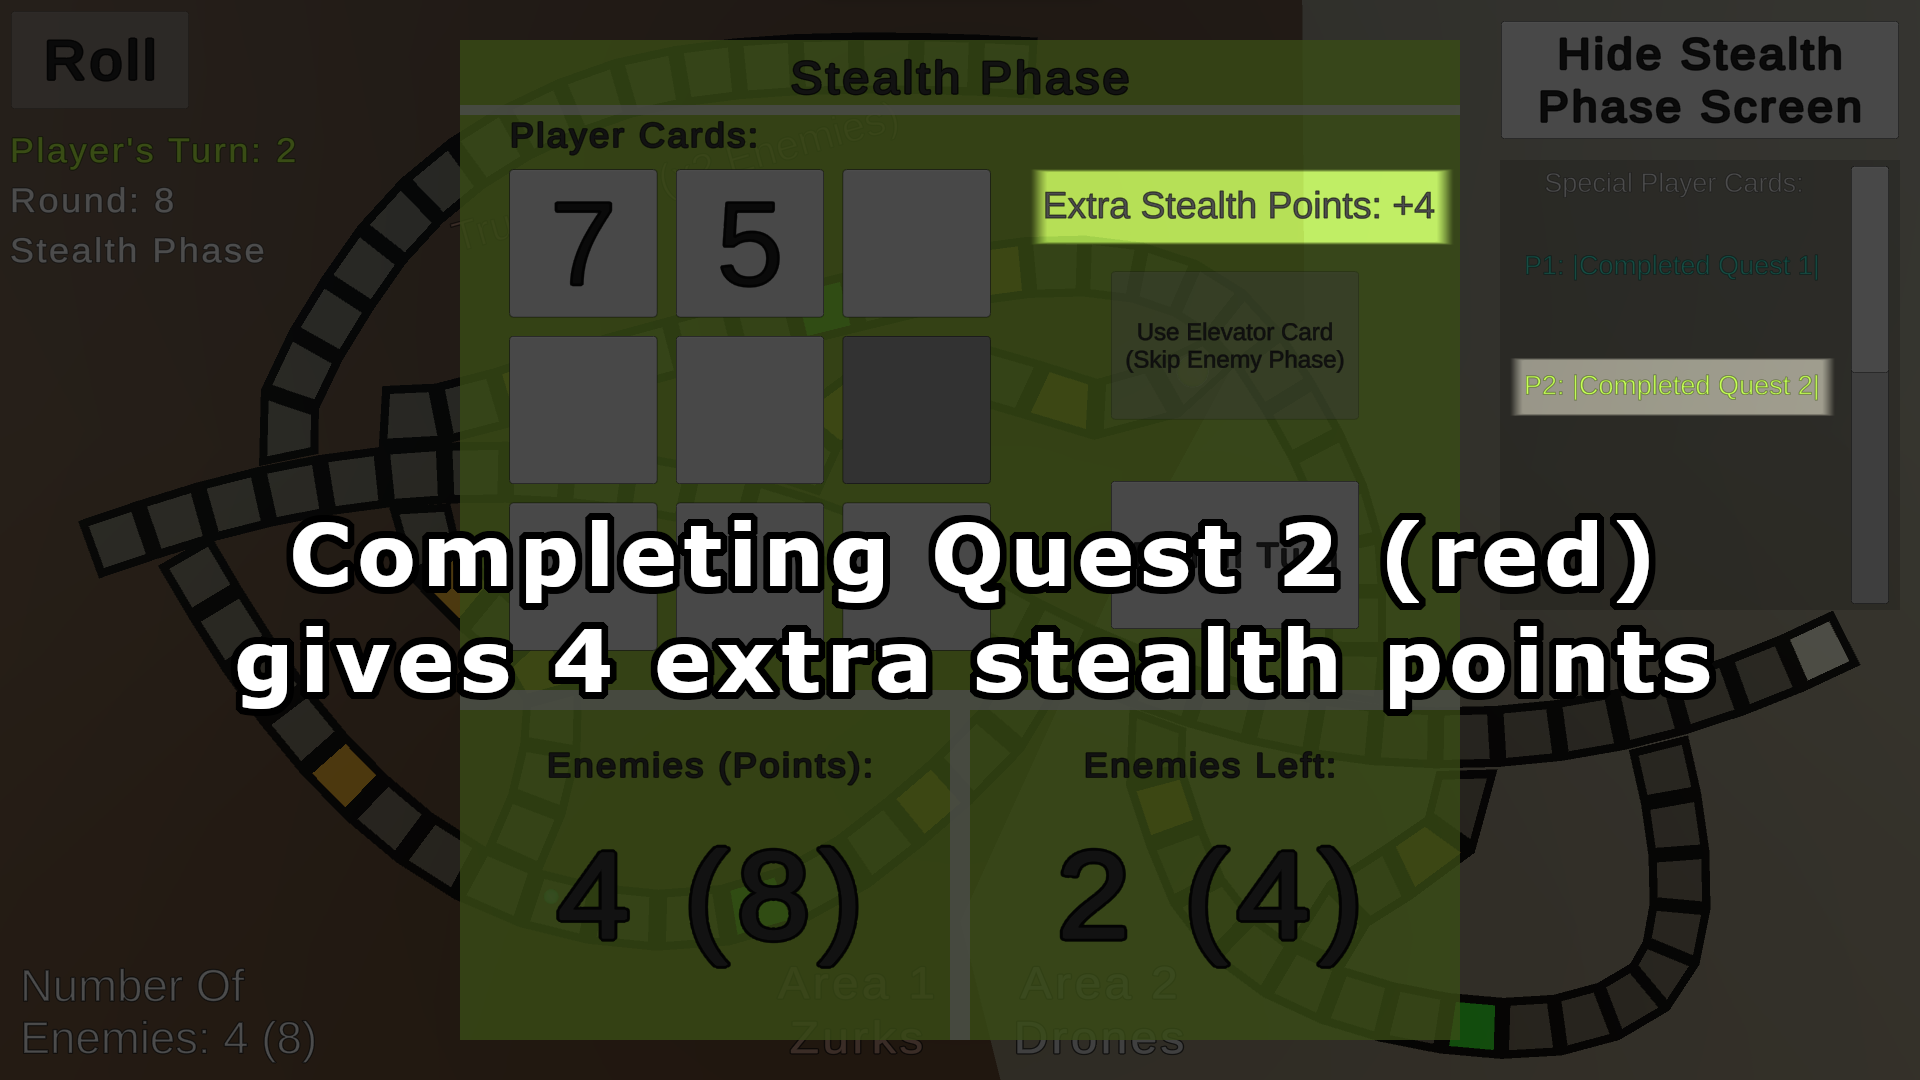 Roll
Player's Turn: 2
Round: 8
Stealth Phase
Stealth Phase
Player Cards:
7
5
Extra Stealth Points: +4
Use Elevator Card
(Skip Enemy Phase)
Hide Stealth
Phase Screen
Special Player Cards:
P1: |Completed Quest 1|
P2: |Completed Quest 2|
Completing Quest 2 (red)
gives 4 extra stealth points
Enemies (Points):
4 (8)
Enemies Left:
2 (4)
Number Of
Enemies: 4 (8)
Area 1
Zurks
Area 2
Drones